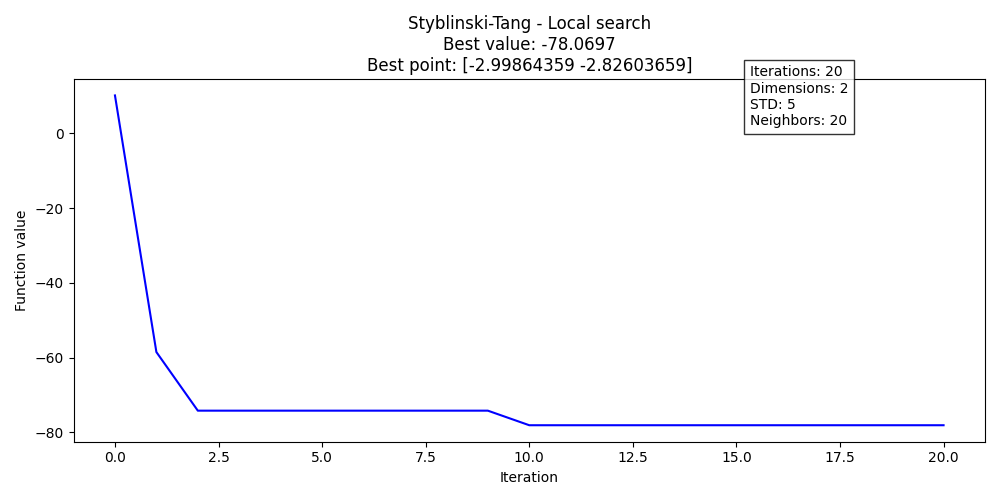 Styblinski-Tang - Local search
Best value: -78.0697
Best point: [-2.99864359 -2.82603659]
Iterations: 20
Dimensions: 2
STD: 5
Neighbors: 20
0
−20
−40
−60
−80
Function value
0.0 2.5 5.0 7.5 10.0 12.5 15.0 17.5 20.0
Iteration